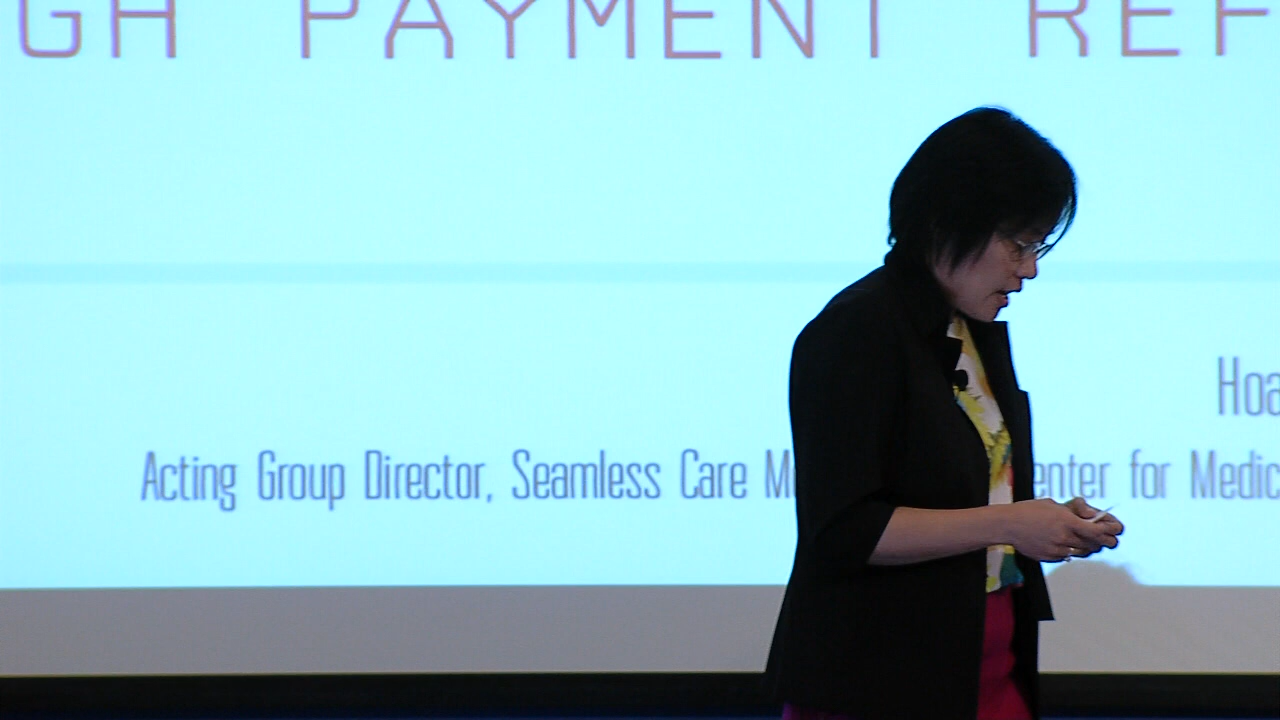 GH PAYMENT REF
Hoa
Acting Group Director, Seamless Care M enter for Medic